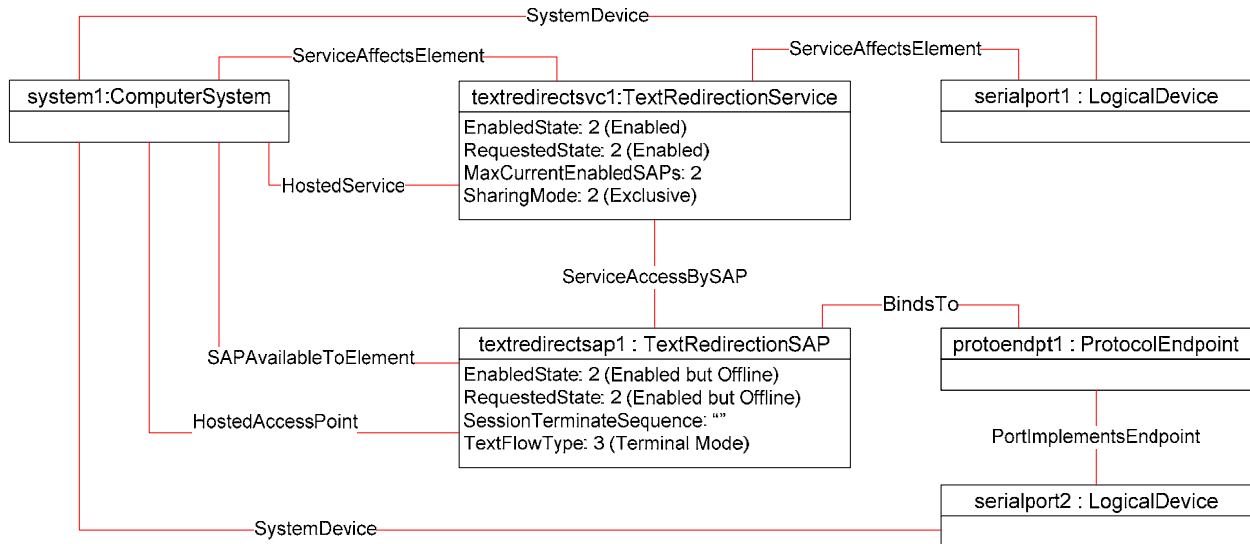 SystemDevice
ServiceAffectsElement
ServiceAffectsElement
system1:ComputerSystem
textredirectsvc1:TextRedirectionService
EnabledState: 2 (Enabled)
RequestedState: 2 (Enabled)
MaxCurrentEnabledSAPs: 2
SharingMode: 2 (Exclusive)
serialport1 : LogicalDevice
HostedService
ServiceAccessBySAP
BindsTo
SAPAvailableToElement
textredirectsap1 : TextRedirectionSAP
EnabledState: 2 (Enabled but Offline)
RequestedState: 2 (Enabled but Offline)
SessionTerminateSequence: “”
TextFlowType: 3 (Terminal Mode)
protoendpt1 : ProtocolEndpoint
HostedAccessPoint
PortImplementsEndpoint
serialport2 : LogicalDevice
SystemDevice